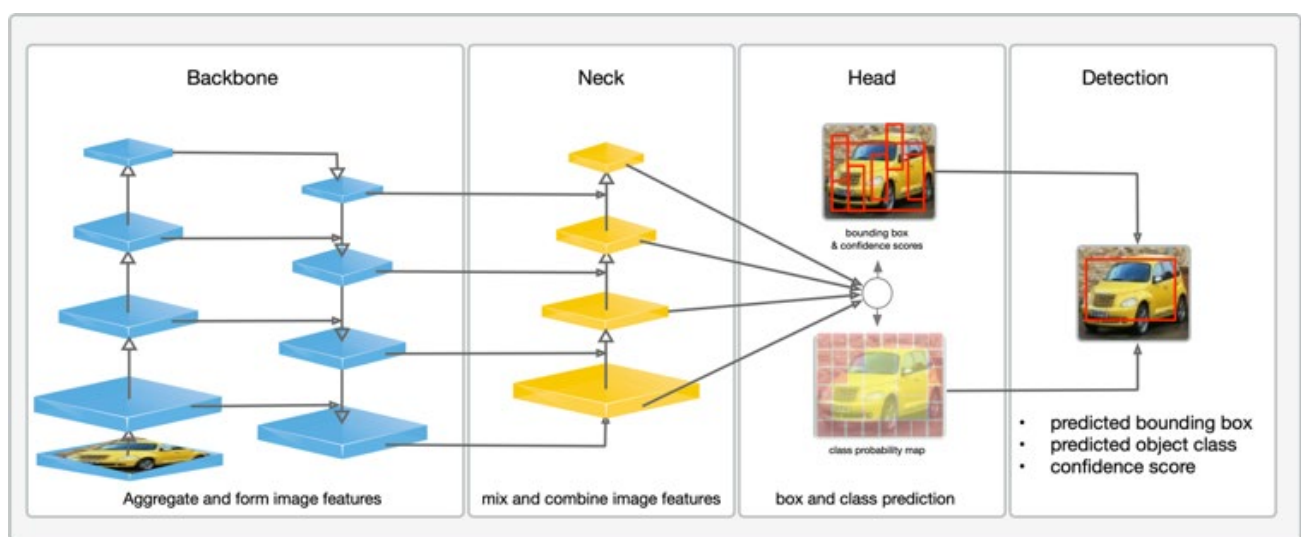 Backbone
Neck
Head
Detection
bounding box
& confidence scores
class probability map
• predicted bounding box
• predicted object class
• confidence score
Aggregate and form image features
mix and combine image features
box and class prediction